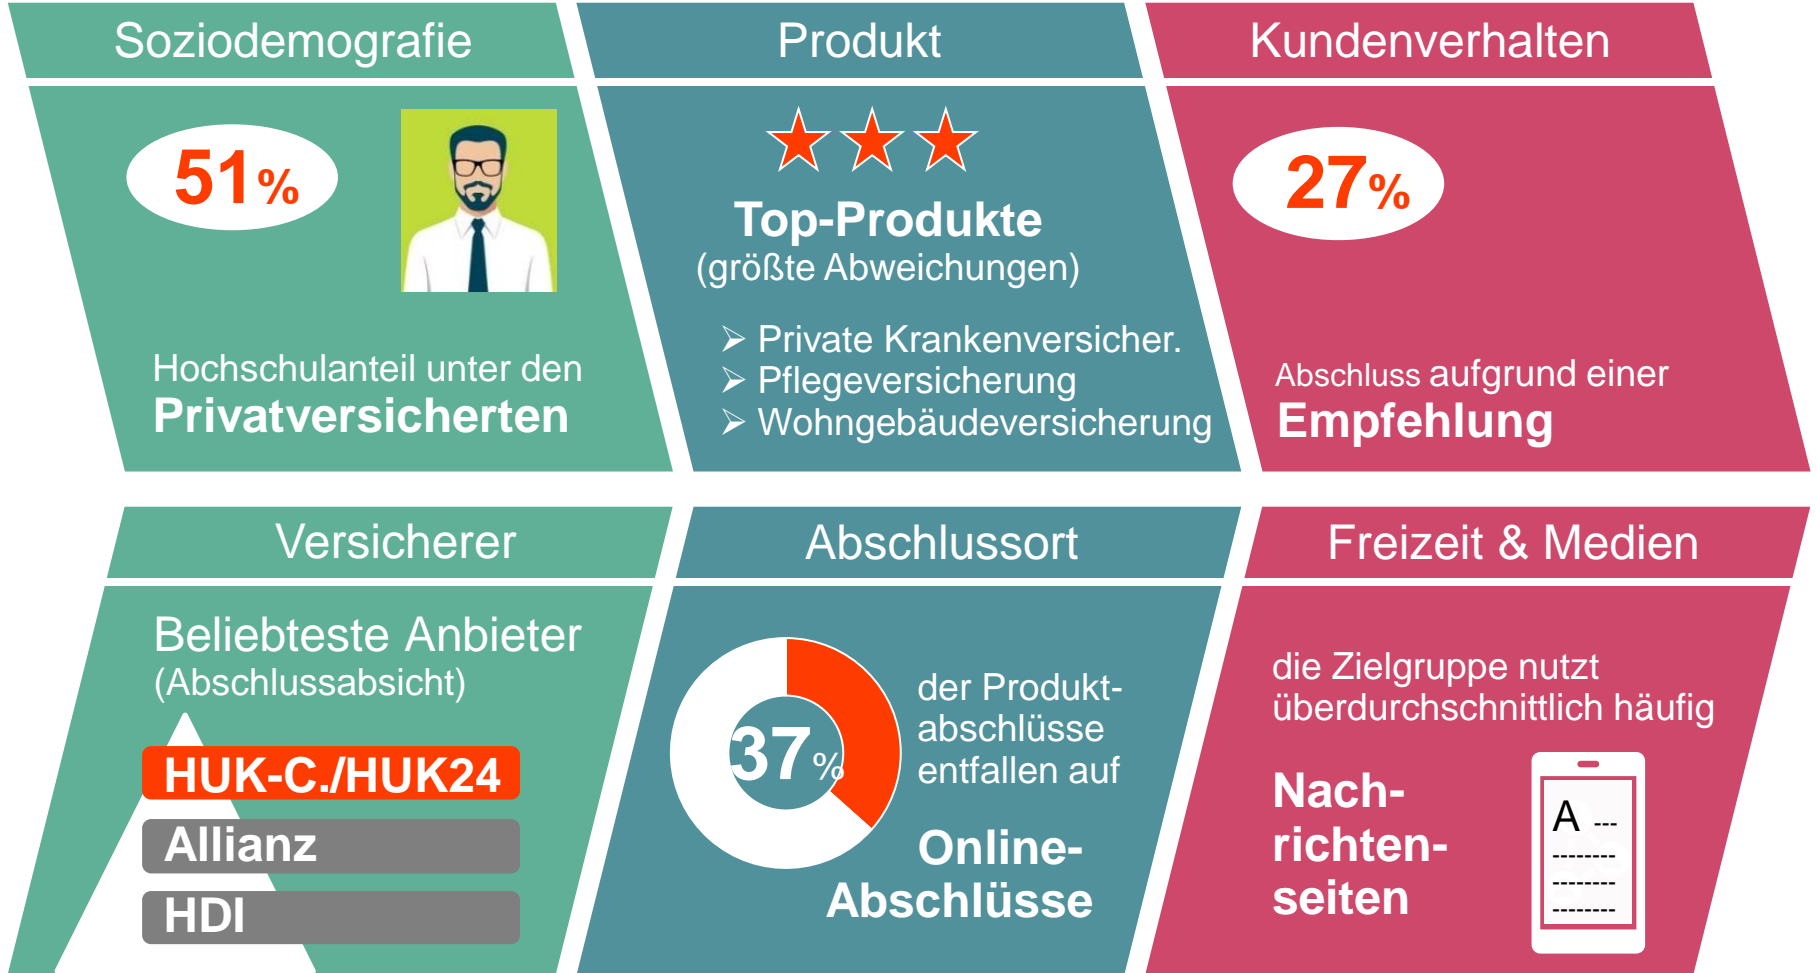 Soziodemografie
51%
Hochschulanteil unter den
Privatversicherten
Produkt
Top-Produkte
(größte Abweichungen)
➢ Private Krankenversicher.
➢ Pflegeversicherung
➢ Wohngebäudeversicherung
Kundenverhalten
27%
Abschluss aufgrund einer
Empfehlung
Versicherer
Beliebteste Anbieter
(Abschlussabsicht)
HUK-C./HUK24
Allianz
HDI
Abschlussort
37%
der Produkt-
abschlüsse
entfallen auf
Online-
Abschlüsse
Freizeit & Medien
die Zielgruppe nutzt
überdurchschnittlich häufig
Nach-
richten-
seiten
A ---
--------
--------
--------